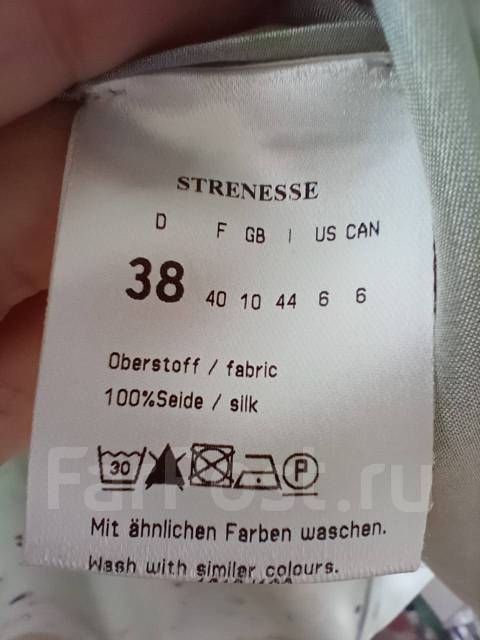 STRENESSE
D F GB I US CAN
38 40 10 44 6 6
Oberstoff / fabric
100%Seide / silk
30 P
FarPost.ru
Mit ähnlichen Farben waschen.
Wash with similar colours.